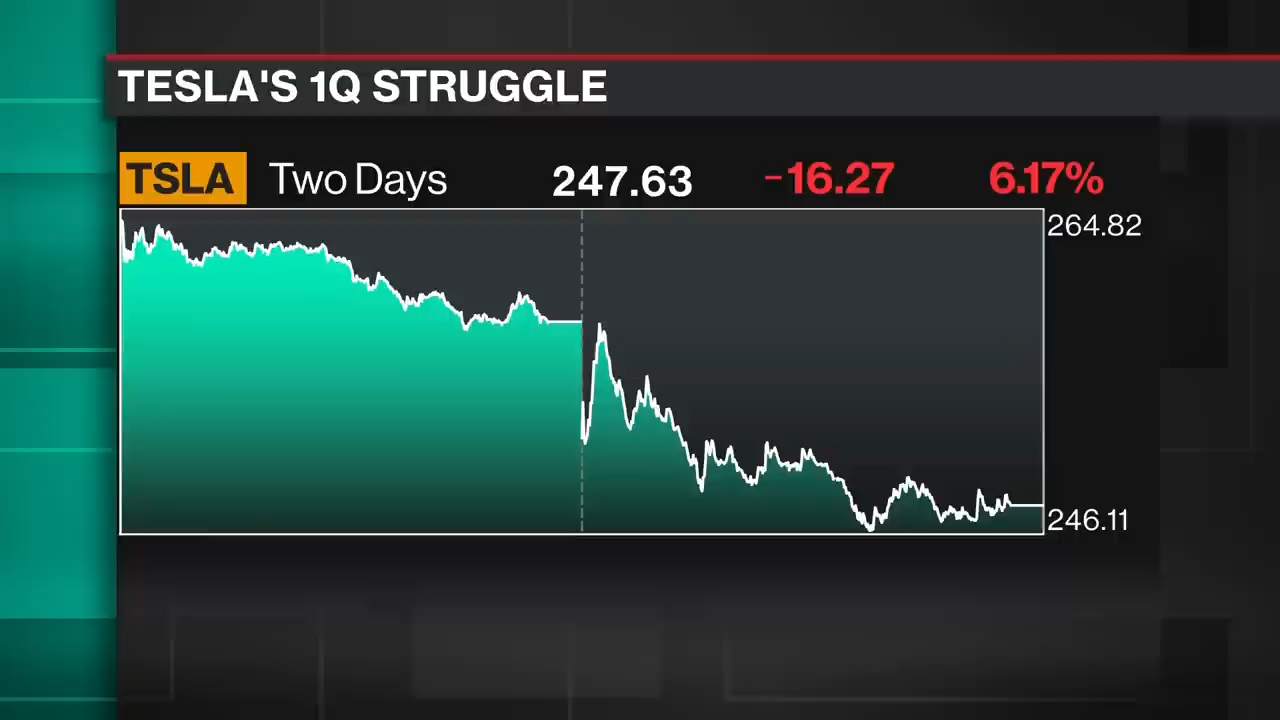 TESLA'S 1Q STRUGGLE
TSLA Two Days 247.63 -16.27 6.17%
264.82
246.11